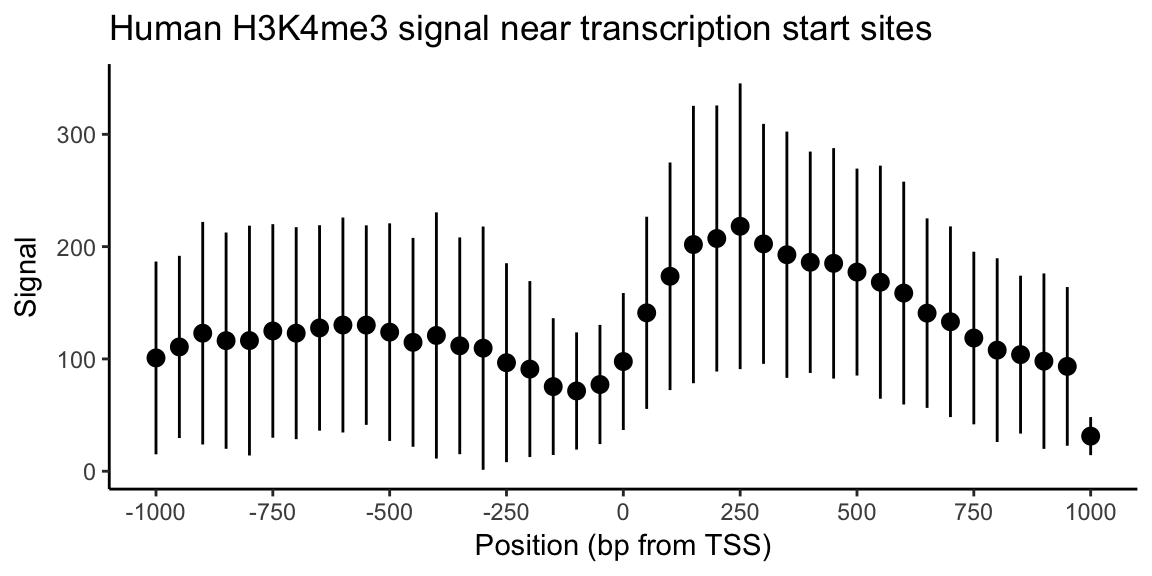 Human H3K4me3 signal near transcription start sites
Signal
300
200
100
0
-1000 -750 -500 -250 0 250 500 750 1000
Position (bp from TSS)